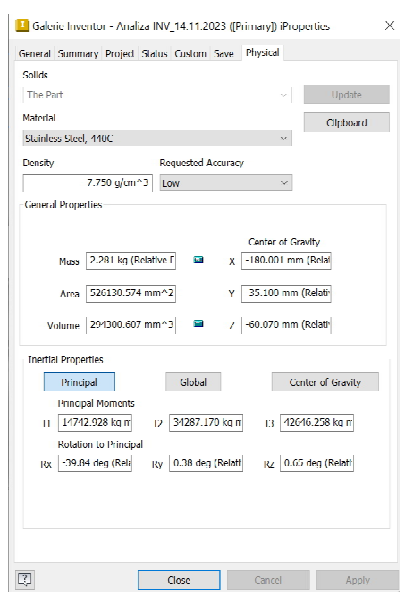 Galerie Inventor - Analiza INV_14.11.2023 ([Primary]) iProperties
General Summary Project Status Custom Save Physical
Solids
The Part
Update
Material
Clipboard
Stainless Steel, 440C
Density
Requested Accuracy
7.750 g/cm^3
Low
General Properties
Center of Gravity
Mass 2.281 kg (Relative E X -180.001 mm (Relat
Area 526130.574 mm^2 Y 35.100 mm (Relativ
Volume 294300.607 mm^3 Z -60.070 mm (Relativ
Inertial Properties
Principal Global Center of Gravity
Principal Moments
I1 14742.928 kg m I2 34287.170 kg m I3 42646.258 kg m
Rotation to Principal
Rx -39.84 deg (Rela Ry 0.38 deg (Relati Rz 0.65 deg (Relati
Close Cancel Apply